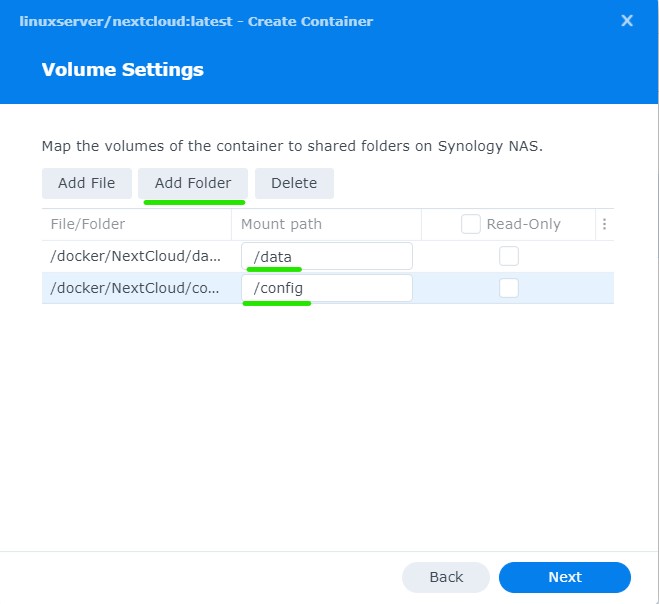 linuxserver/nextcloud:latest - Create Container X
Volume Settings
Map the volumes of the container to shared folders on Synology NAS.
Add File Add Folder Delete
File/Folder Mount path Read-Only
/docker/NextCloud/da... /data
/docker/NextCloud/co... /config
Back Next